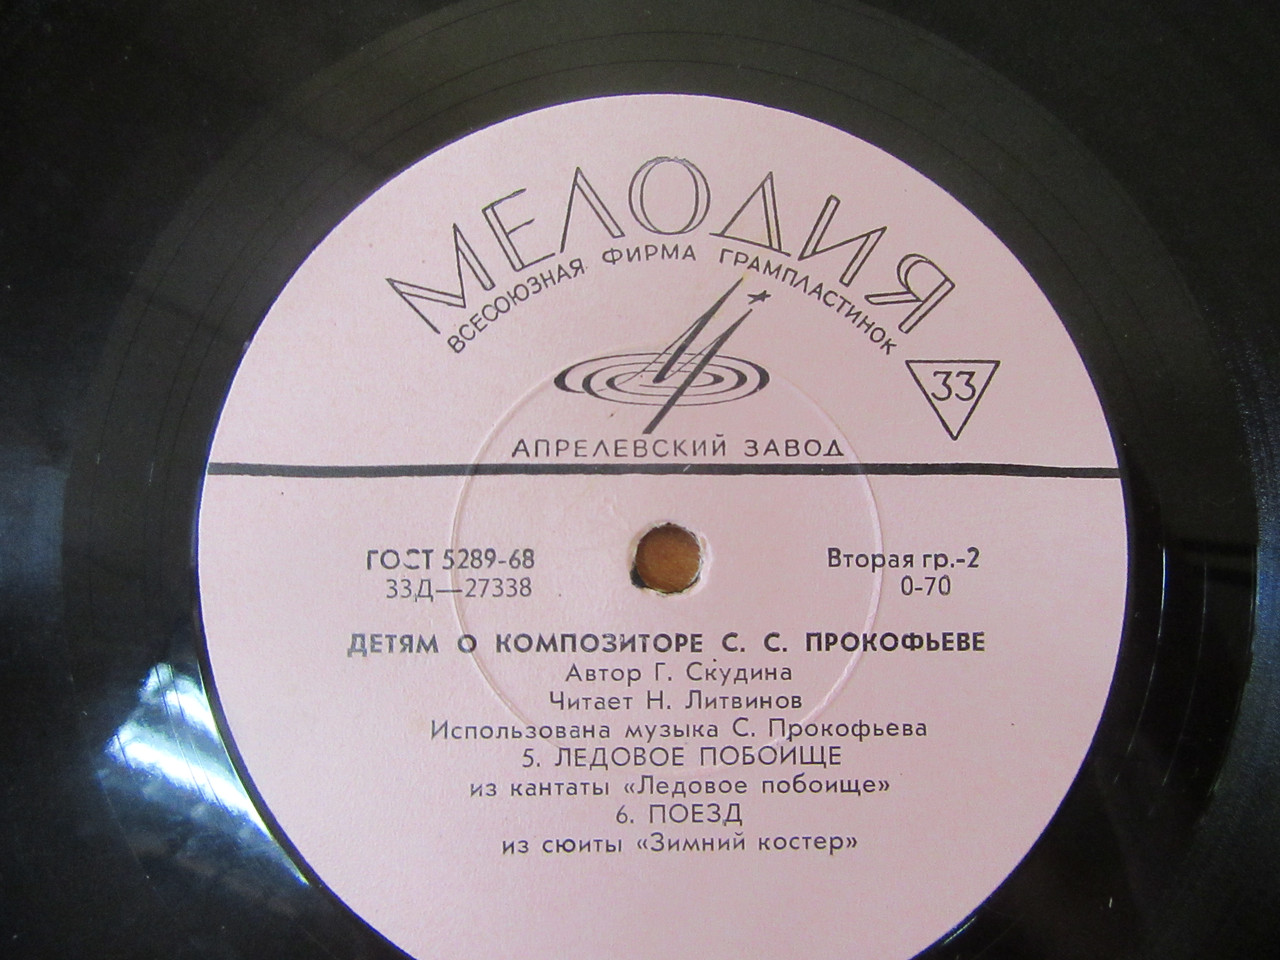 МЕЛОДИЯ
ВСЕСОЮЗНАЯ ФИРМА ГРАМПЛАСТИНОК
33
АПРЕЛЕВСКИЙ ЗАВОД
ГОСТ 5289-68
33Д—27338
Вторая гр.-2
0-70
ДЕТЯМ О КОМПОЗИТОРЕ С. С. ПРОКОФЬЕВЕ
Автор Г. Скудина
Читает Н. Литвинов
Использована музыка С. Прокофьева
5. ЛЕДОВОЕ ПОБОИЩЕ
из кантаты «Ледовое побоище»
6. ПОЕЗД
из сюиты «Зимний костер»